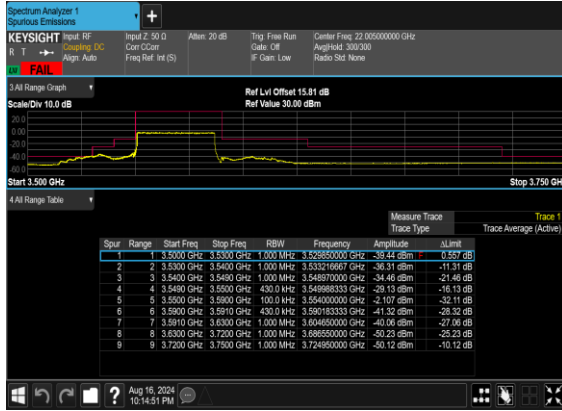 Spectrum Analyzer 1
Spurious Emissions
KEYSIGHT Input: RF Input Z: 50 Ω Atten: 20 dB Trig: Free Run Center Freq: 22.005000000 GHz
R T Coupling: DC Corr CCorr Gate: Off Avg|Hold: 300/300
Align: Auto Freq Ref: Int (S) IF Gain: Low Radio Std: None
FAIL
3 All Range Graph
Ref Lvl Offset 15.81 dB
Scale/Div 10.0 dB Ref Value 30.00 dBm
20.0
0.00
-20.0
-40.0
-60.0
Start 3.500 GHz Stop 3.750 GH
4 All Range Table
Measure Trace Trace 1
Trace Type Trace Average (Active)
Spur Range Start Freq Stop Freq RBW Frequency Amplitude ΔLimit
1 1 3.5000 GHz 3.5300 GHz 1.000 MHz 3.529850000 GHz -39.44 dBm F 0.557 dB
2 2 3.5300 GHz 3.5400 GHz 1.000 MHz 3.533216667 GHz -36.31 dBm -11.31 dB
3 3 3.5400 GHz 3.5490 GHz 1.000 MHz 3.548970000 GHz -34.46 dBm -21.46 dB
4 4 3.5490 GHz 3.5500 GHz 430.0 kHz 3.549988333 GHz -29.13 dBm -16.13 dB
5 5 3.5500 GHz 3.5900 GHz 100.0 kHz 3.554000000 GHz -2.107 dBm -32.11 dB
6 6 3.5900 GHz 3.5910 GHz 430.0 kHz 3.590183333 GHz -41.32 dBm -28.32 dB
7 7 3.5910 GHz 3.6300 GHz 1.000 MHz 3.604650000 GHz -40.06 dBm -27.06 dB
8 8 3.6300 GHz 3.7200 GHz 1.000 MHz 3.686550000 GHz -50.23 dBm -25.23 dB
9 9 3.7200 GHz 3.7500 GHz 1.000 MHz 3.724950000 GHz -50.12 dBm -10.12 dB
Aug 16, 2024
10:14:51 PM